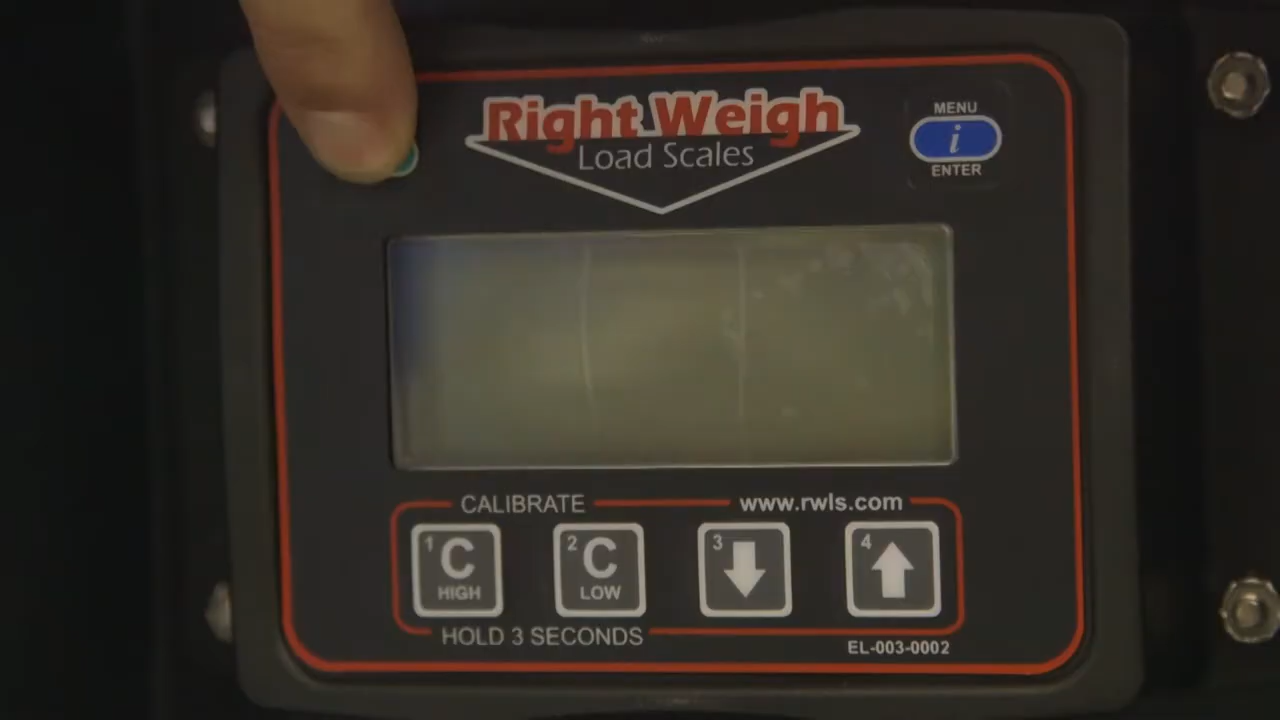 Right Weigh
Load Scales
MENU
i
ENTER
CALIBRATE
www.rwls.com
1 C HIGH
2 C LOW
3
4
HOLD 3 SECONDS
EL-003-0002